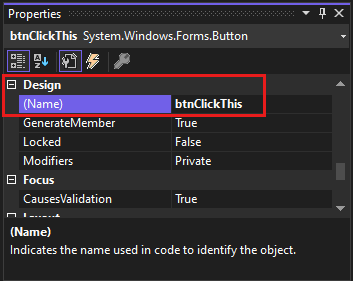 Properties
btnClickThis System.Windows.Forms.Button
Design
(Name) btnClickThis
GenerateMember True
Locked False
Modifiers Private
Focus
CausesValidation True
Layout
(Name)
Indicates the name used in code to identify the object.